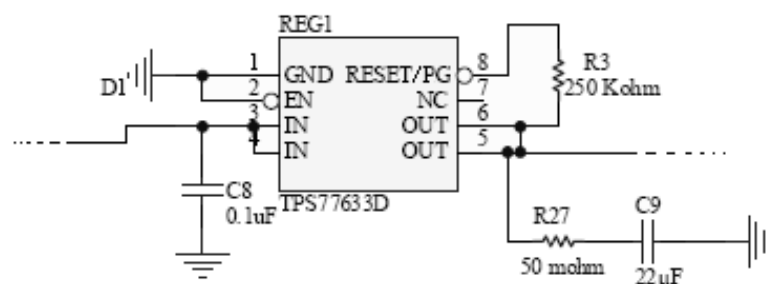 REG1
1 GND RESET/PG 8
2 EN NC 7
3 IN OUT 6
4 IN OUT 5
TPS77633D
D1'
C8
0.1uF
R3
250 Kohm
R27
50 mohm
C9
22uF